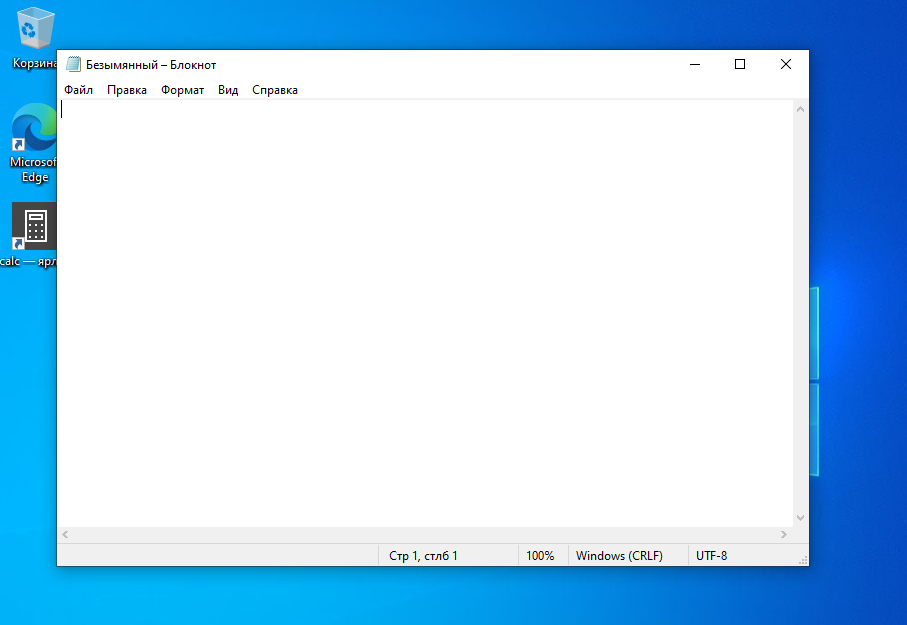 Корзина
Безымянный – Блокнот
Файл Правка Формат Вид Справка
Microsof
Edge
calc — ярл
Стр 1, стлб 1 100% Windows (CRLF) UTF-8